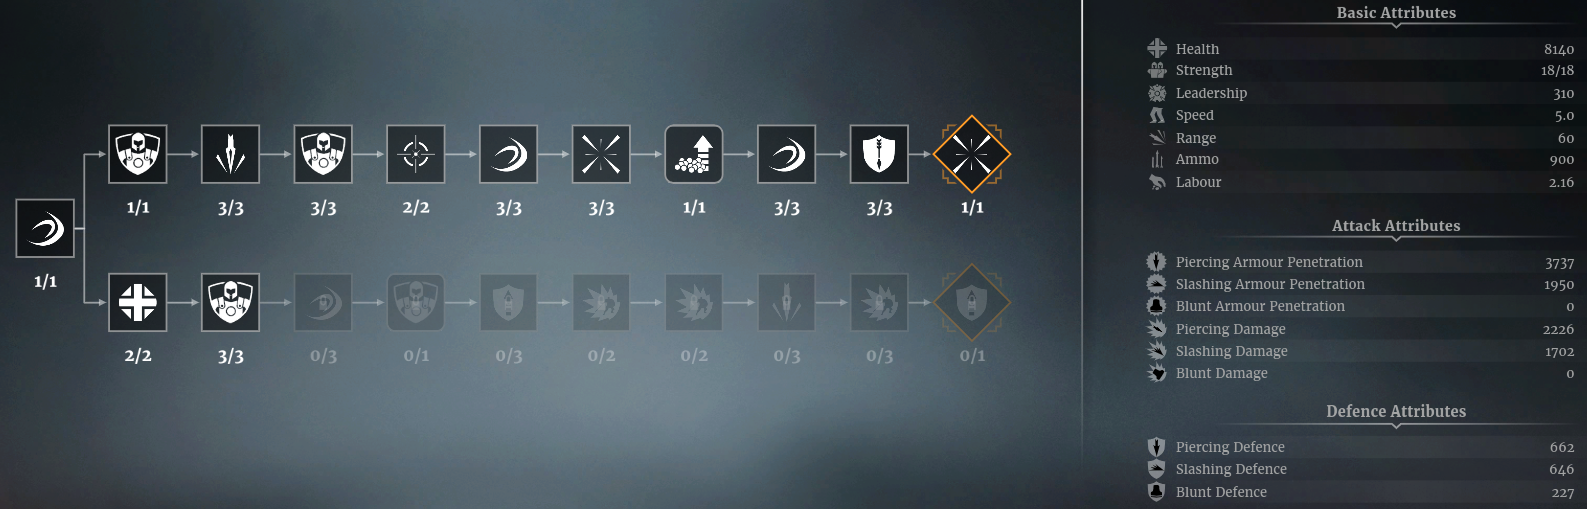 1/1 3/3 3/3 2/2 3/3 3/3 1/1 3/3 3/3 1/1
1/1
2/2 3/3 0/3 0/1 0/3 0/2 0/2 0/3 0/3 0/1
Basic Attributes
Health 8140
Strength 18/18
Leadership 310
Speed 5.0
Range 60
Ammo 900
Labour 2.16
Attack Attributes
Piercing Armour Penetration 3737
Slashing Armour Penetration 1950
Blunt Armour Penetration 0
Piercing Damage 2226
Slashing Damage 1702
Blunt Damage 0
Defence Attributes
Piercing Defence 662
Slashing Defence 646
Blunt Defence 227